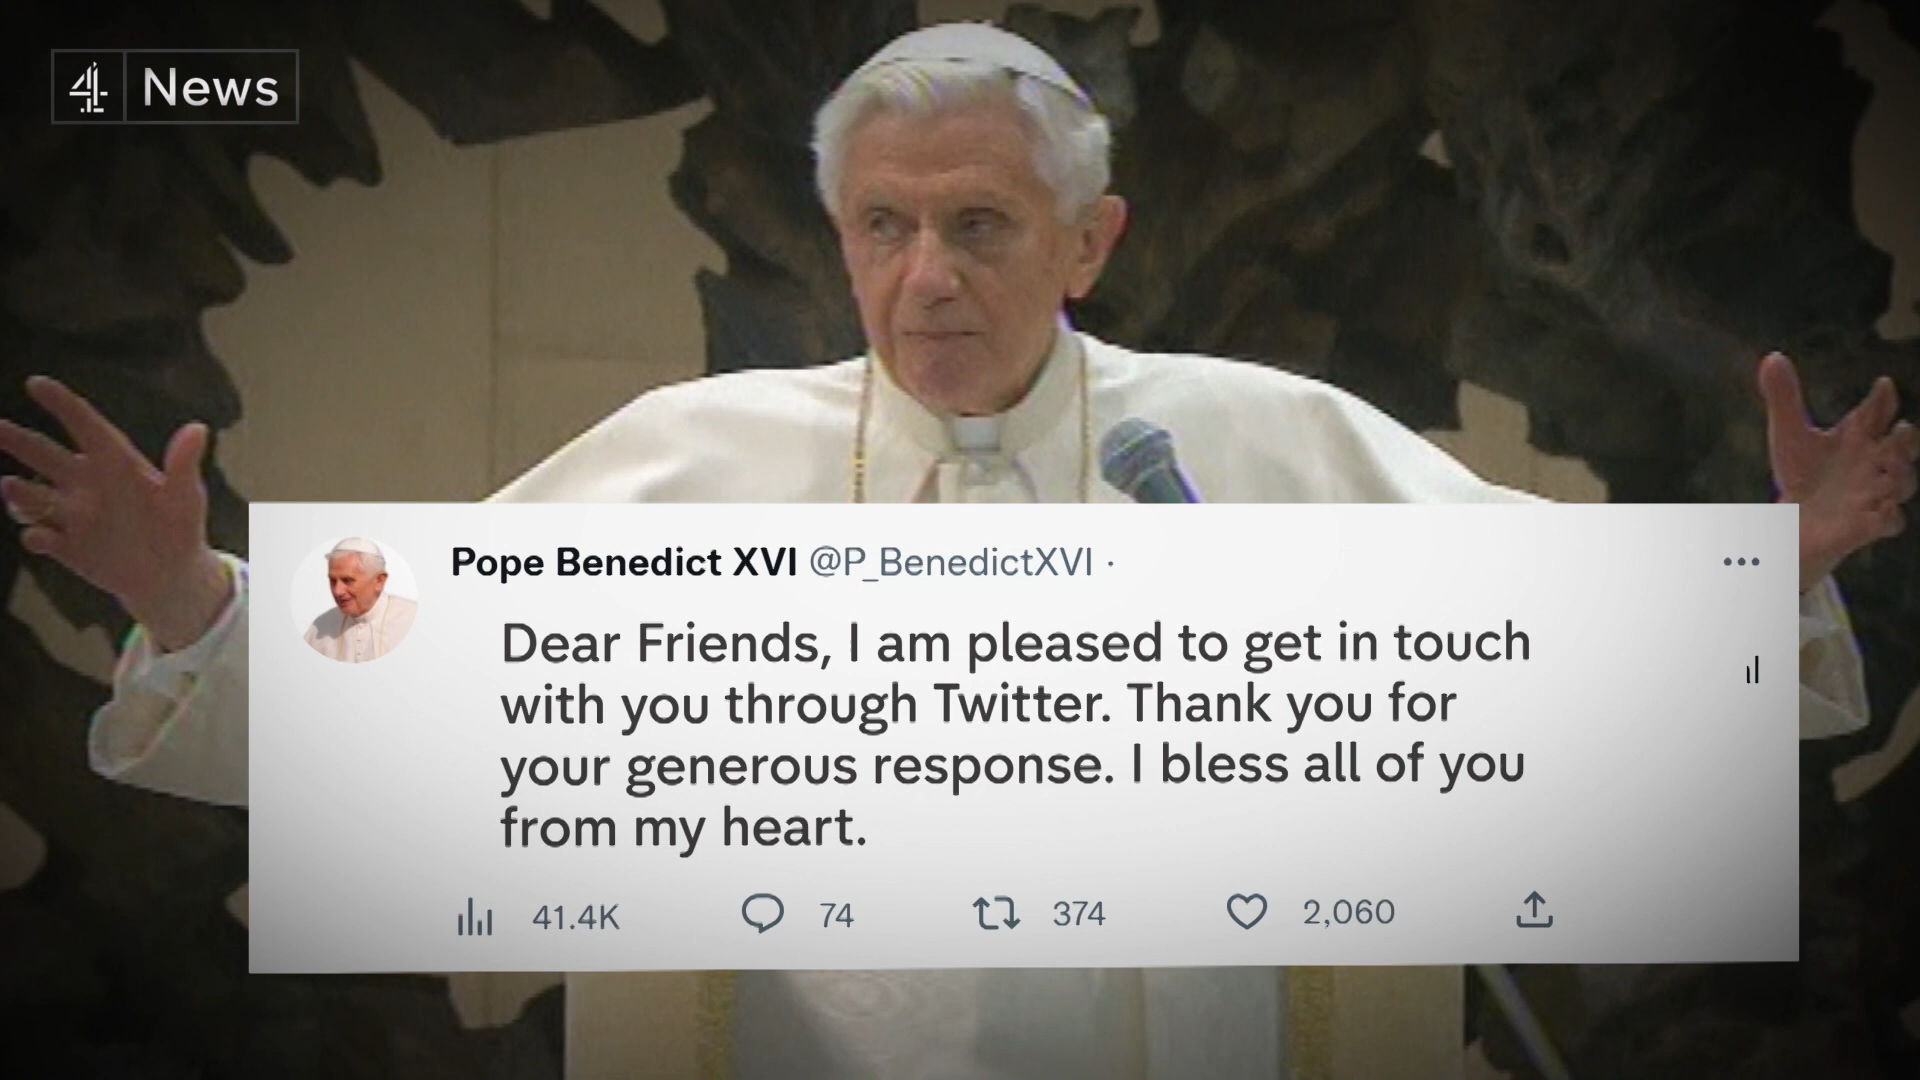 4 News
Pope Benedict XVI @P_BenedictXVI ·
Dear Friends, I am pleased to get in touch
with you through Twitter. Thank you for
your generous response. I bless all of you
from my heart.
41.4K 74 374 2,060